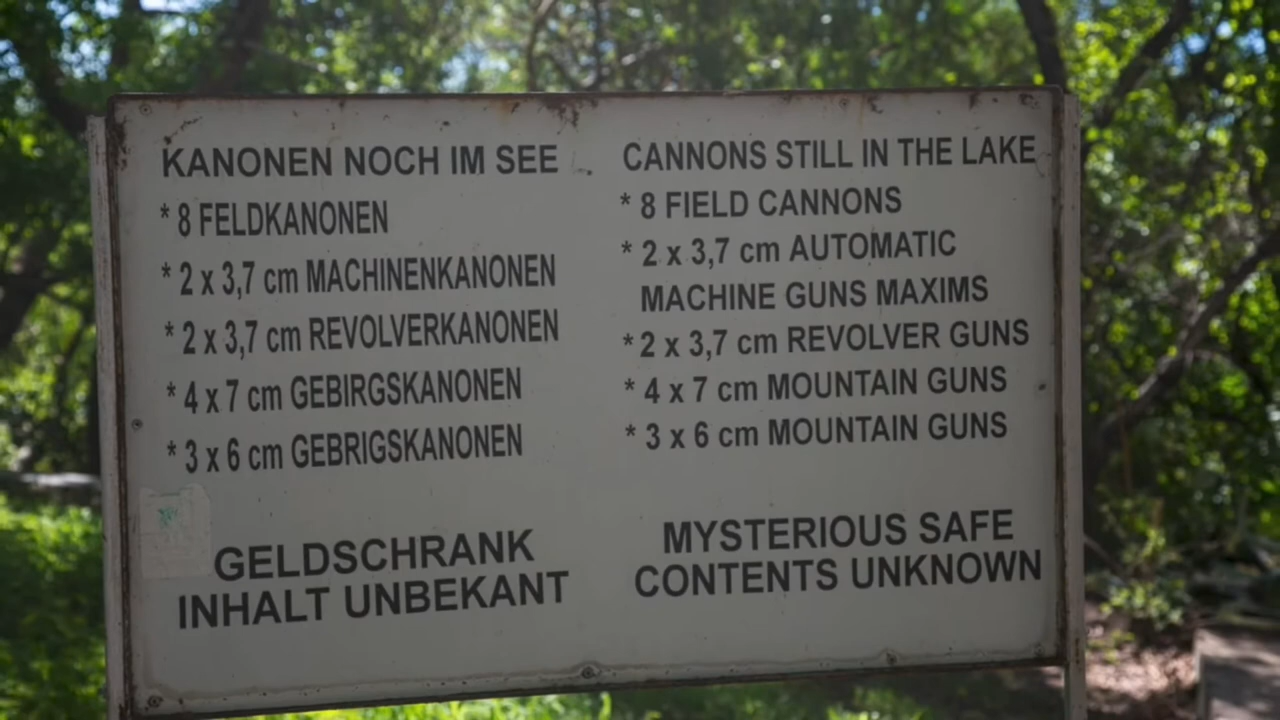 KANONEN NOCH IM SEE
* 8 FELDKANONEN
* 2 x 3,7 cm MACHINENKANONEN
* 2 x 3,7 cm REVOLVERKANONEN
* 4 x 7 cm GEBIRGSKANONEN
* 3 x 6 cm GEBRIGSKANONEN
GELDSCHRANK
INHALT UNBEKANT
CANNONS STILL IN THE LAKE
* 8 FIELD CANNONS
* 2 x 3,7 cm AUTOMATIC
MACHINE GUNS MAXIMS
* 2 x 3,7 cm REVOLVER GUNS
* 4 x 7 cm MOUNTAIN GUNS
* 3 x 6 cm MOUNTAIN GUNS
MYSTERIOUS SAFE
CONTENTS UNKNOWN